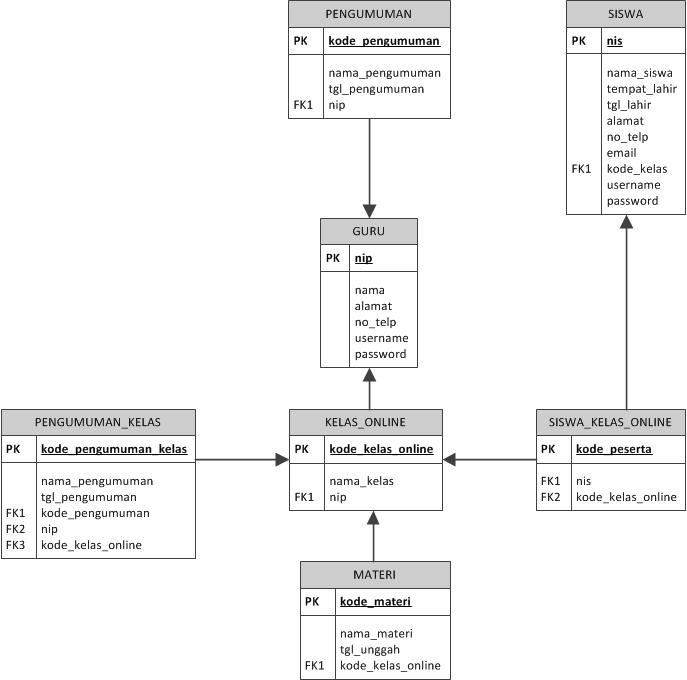 PENGUMUMAN
PK kode_pengumuman
nama_pengumuman
tgl_pengumuman
FK1 nip
SISWA
PK nis
nama_siswa
tempat_lahir
tgl_lahir
alamat
no_telp
email
FK1 kode_kelas
username
password
GURU
PK nip
nama
alamat
no_telp
username
password
PENGUMUMAN_KELAS
PK kode_pengumuman_kelas
nama_pengumuman
tgl_pengumuman
FK1 kode_pengumuman
FK2 nip
FK3 kode_kelas_online
KELAS_ONLINE
PK kode_kelas_online
nama_kelas
FK1 nip
SISWA_KELAS_ONLINE
PK kode_peserta
FK1 nis
FK2 kode_kelas_online
MATERI
PK kode_materi
nama_materi
tgl_unggah
FK1 kode_kelas_online